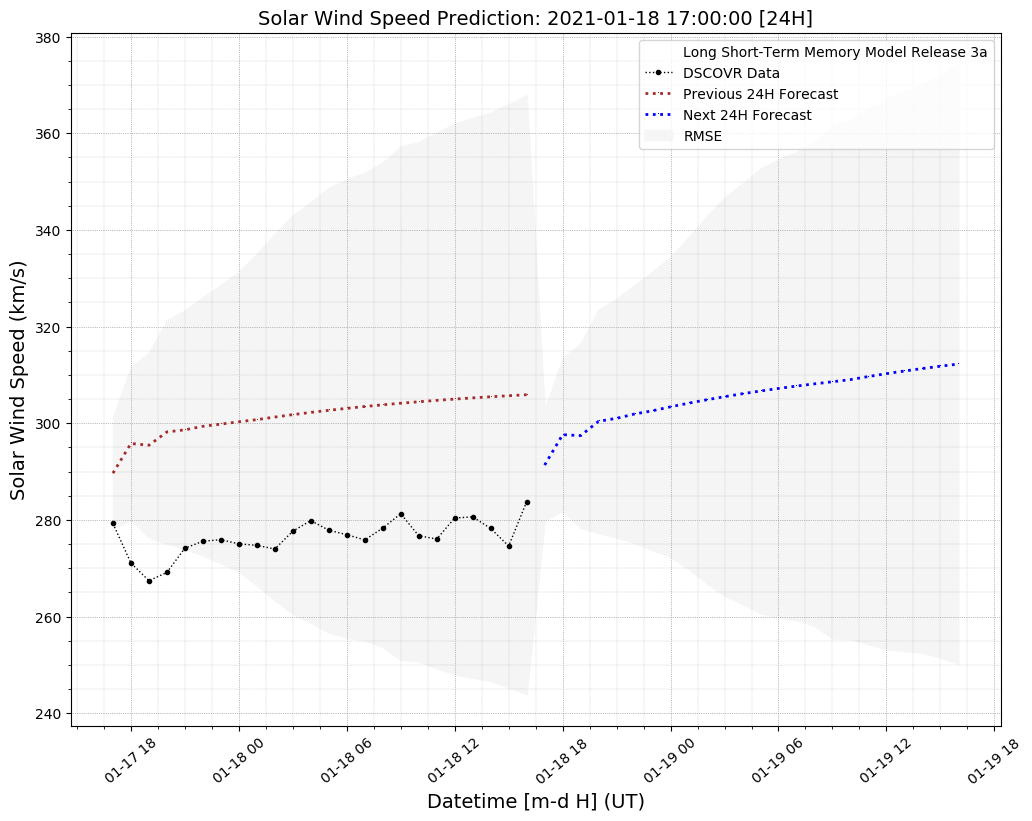 Solar Wind Speed Prediction: 2021-01-18 17:00:00 [24H]
Long Short-Term Memory Model Release 3a
DSCOVR Data
Previous 24H Forecast
Next 24H Forecast
RMSE
Solar Wind Speed (km/s)
380
360
340
320
300
280
260
240
01-17 18
01-18 00
01-18 06
01-18 12
01-18 18
01-19 00
01-19 06
01-19 12
01-19 18
Datetime [m-d H] (UT)